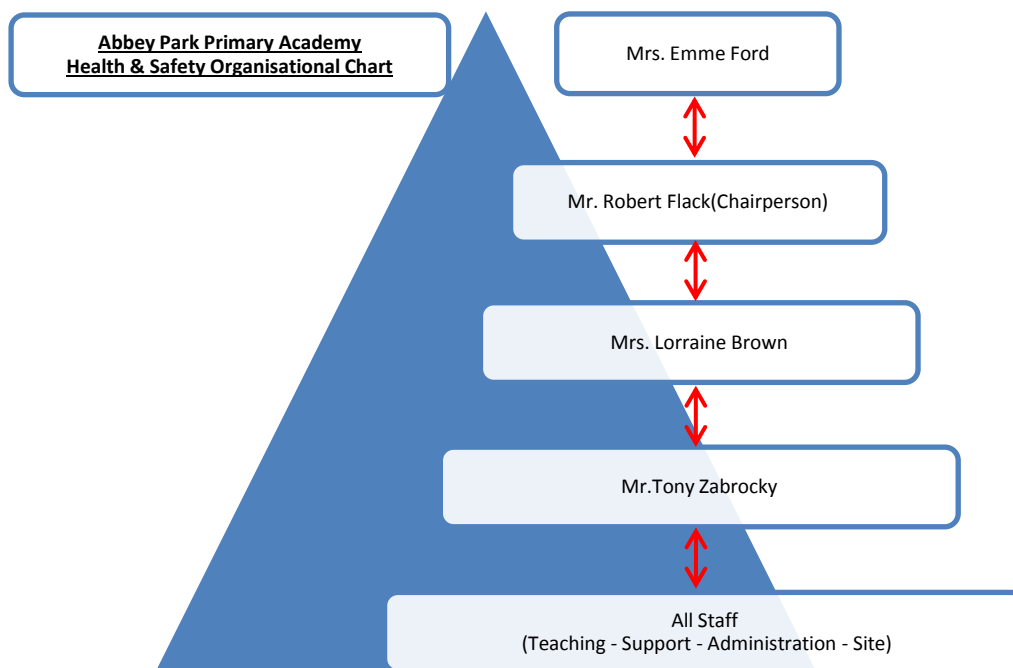 Abbey Park Primary Academy
Health & Safety Organisational Chart
Mrs. Emme Ford
Mr. Robert Flack(Chairperson)
Mrs. Lorraine Brown
Mr.Tony Zabrocky
All Staff
(Teaching - Support - Administration - Site)